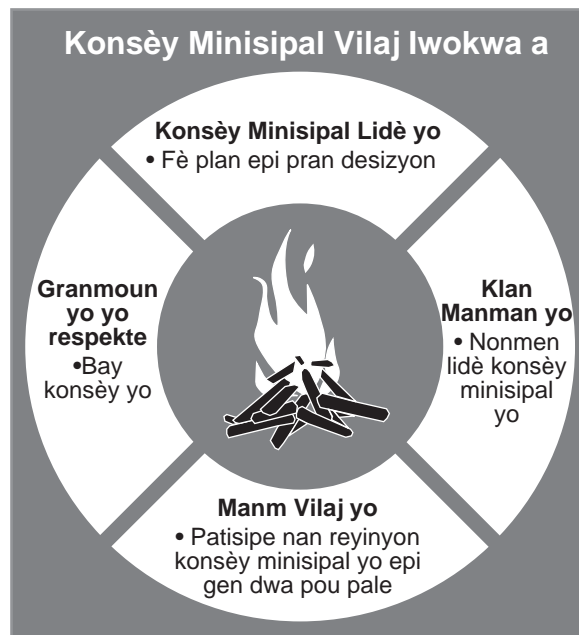 Konsèy Minisipal Vilaj Iwokwa a
Konsèy Minisipal Lidè yo
• Fè plan epi pran desizyon
Granmoun
yo yo
respekte
•Bay
konsèy yo
Klan
Manman yo
• Nonmen
lidè konsèy
minisipal
yo
Manm Vilaj yo
• Patisipe nan reyinyon
konsèy minisipal yo epi
gen dwa pou pale